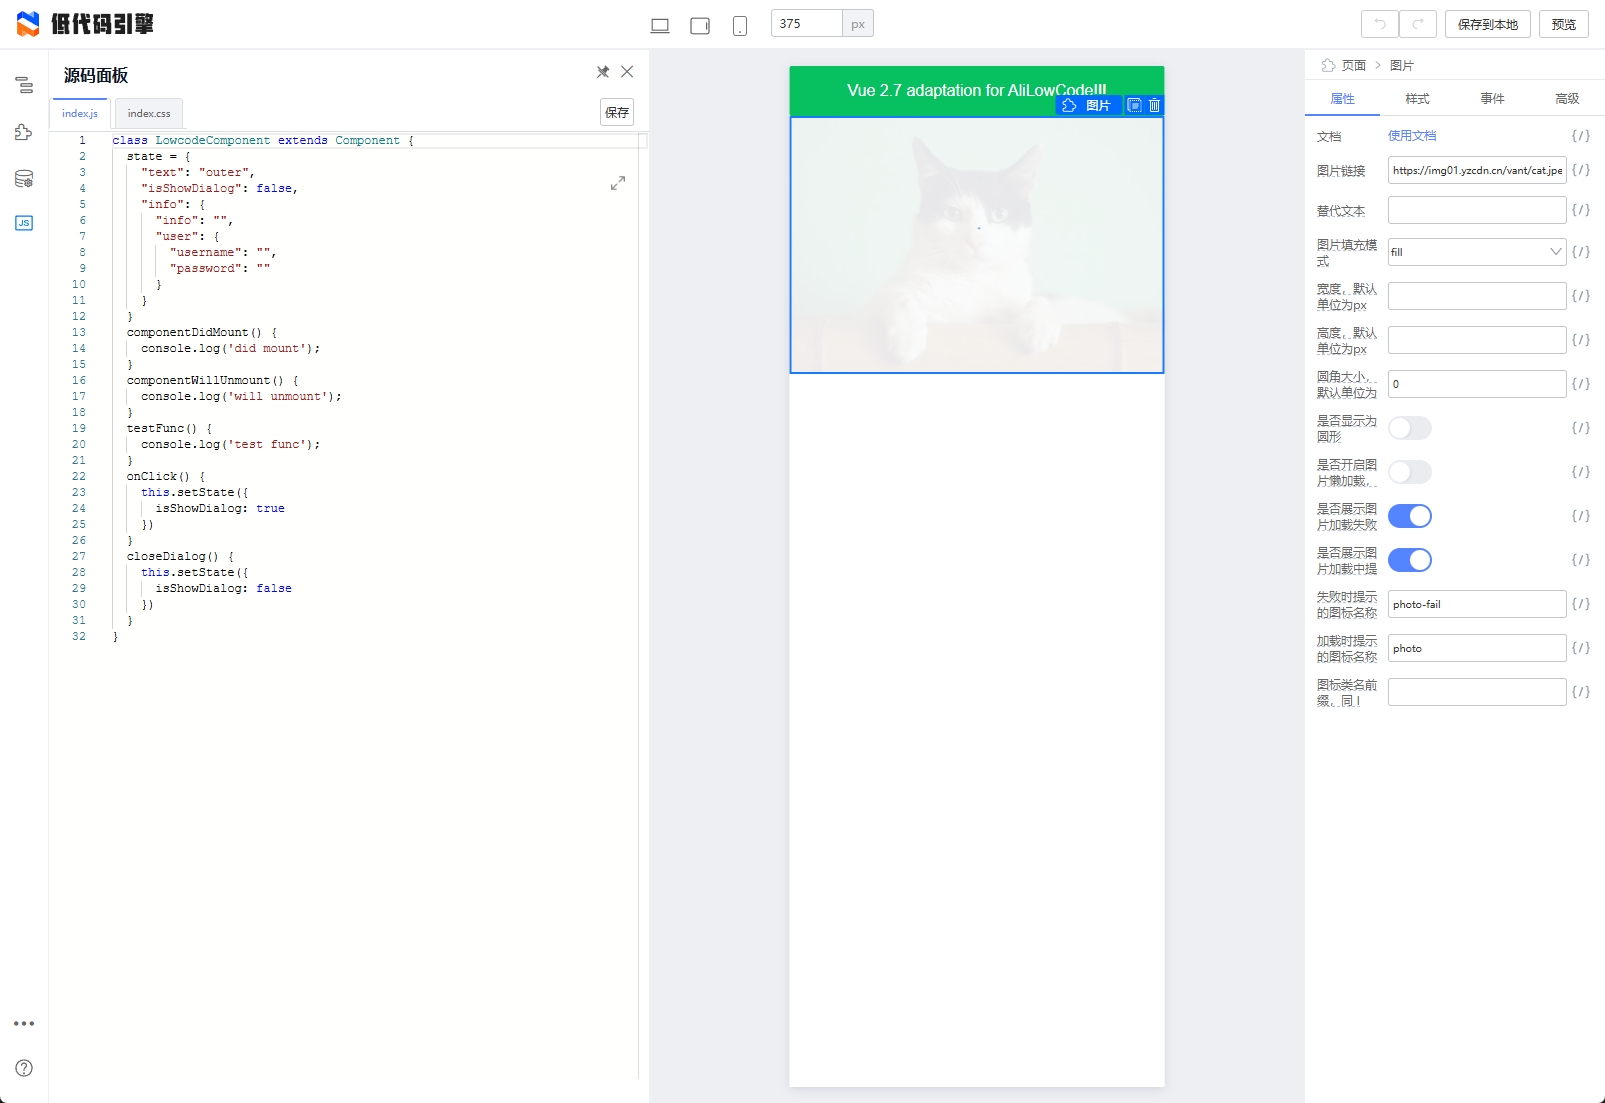 低代码引擎
375
px
保存到本地
预览
源码面板
index.js
index.css
保存
1 class LowcodeComponent extends Component {
2 state = {
3 "text": "outer",
4 "isShowDialog": false,
5 "info": {
6 "info": "",
7 "user": {
8 "username": "",
9 "password": ""
10 }
11 }
12 }
13 componentDidMount() {
14 console.log('did mount');
15 }
16 componentWillUnmount() {
17 console.log('will unmount');
18 }
19 testFunc() {
20 console.log('test func');
21 }
22 onClick() {
23 this.setState({
24 isShowDialog: true
25 })
26 }
27 closeDialog() {
28 this.setState({
29 isShowDialog: false
30 })
31 }
32 }
JS
Vue 2.7 adaptation for AliLowCode!!!
图片
页面 > 图片
属性
样式
事件
高级
文档
使用文档
{/}
图片链接
https://img01.yzcdn.cn/vant/cat.jpe
{/}
替代文本
{/}
图片填充模
式
fill
{/}
宽度，默认
单位为px
{/}
高度，默认
单位为px
{/}
圆角大小，
默认单位为
0
{/}
是否显示为
圆形
{/}
是否开启图
片懒加载，
{/}
是否展示图
片加载失败
{/}
是否展示图
片加载中提
{/}
失败时提示
的图标名称
photo-fail
{/}
加载时提示
的图标名称
photo
{/}
图标类名前
缀，同 I
{/}